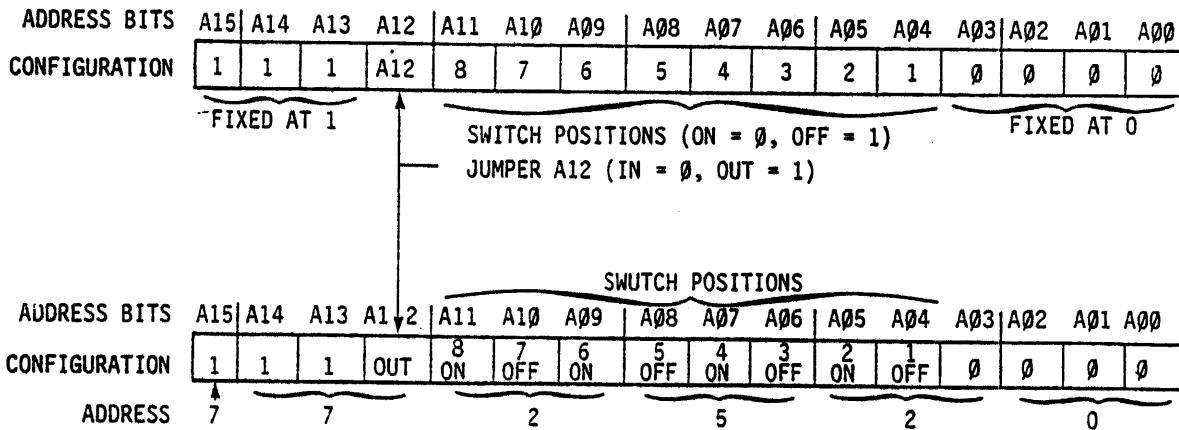 ADDRESS BITS A15 A14 A13 A12 A11 A1Ø AØ9 AØ8 AØ7 AØ6 AØ5 AØ4 AØ3 AØ2 AØ1 AØØ
CONFIGURATION 1 1 1 A12 8 7 6 5 4 3 2 1 Ø Ø Ø Ø
FIXED AT 1 FIXED AT 0
SWITCH POSITIONS (ON = Ø, OFF = 1)
JUMPER A12 (IN = Ø, OUT = 1)
SWUTCH POSITIONS
ADDRESS BITS A15 A14 A13 A12 A11 A1Ø AØ9 AØ8 AØ7 AØ6 AØ5 AØ4 AØ3 AØ2 AØ1 AØØ
8 7 6 5 4 3 2 1
CONFIGURATION 1 1 1 OUT ON OFF ON OFF ON OFF ON OFF Ø Ø Ø Ø
ADDRESS 7 7 2 5 2 0